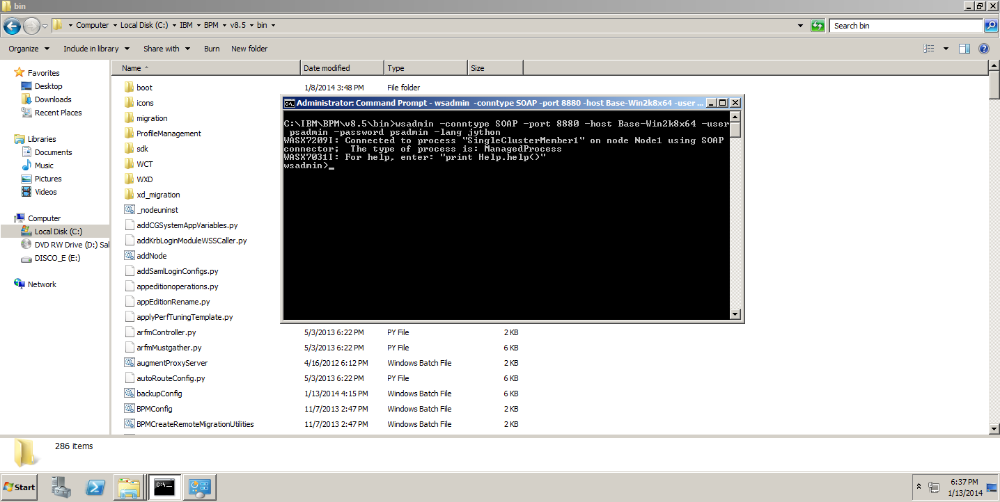 bin
Computer Local Disk (C:) IBM BPM v8.5 bin
Search bin
Organize Include in library Share with Burn New folder
Favorites
Desktop
Downloads
Recent Places
Libraries
Documents
Music
Pictures
Videos
Computer
Local Disk (C:)
DVD RW Drive (D:) Sal
DISCO_E (E:)
Network
Name Date modified Type Size
boot 1/8/2014 3:48 PM File folder
icons
migration
ProfileManagement
sdk
WCT
WXD
xd_migration
_nodeuninst
addCGSystemAppVariables.py
addKrbLoginModuleWSSCaller.py
addNode
addSamlLoginConfigs.py
appeditionoperations.py
appEditionRename.py
applyPerfTuningTemplate.py
arfmController.py 5/3/2013 6:22 PM PY File 2 KB
arfmMustgather.py 5/3/2013 6:22 PM PY File 6 KB
augmentProxyServer 4/16/2012 6:12 PM Windows Batch File 2 KB
autoRouteConfig.py 5/3/2013 6:22 PM PY File 6 KB
backupConfig 1/13/2014 4:15 PM Windows Batch File 6 KB
BPMConfig 11/7/2013 2:47 PM Windows Batch File 2 KB
BPMCreateRemoteMigrationUtilities 11/7/2013 2:47 PM Windows Batch File 2 KB
Administrator: Command Prompt - wsadmin -conntype SOAP -port 8880 -host Base-Win2k8x64 -user ...
C:\IBM\BPM\v8.5\bin>wsadmin -conntype SOAP -port 8880 -host Base-Win2k8x64 -user
psadmin -password psadmin -lang jython
WASX7209I: Connected to process "SingleClusterMember1" on node Node1 using SOAP
connector;  The type of process is: ManagedProcess
WASX7031I: For help, enter: "print Help.help()"
wsadmin>_
286 items
Start
6:37 PM
1/13/2014